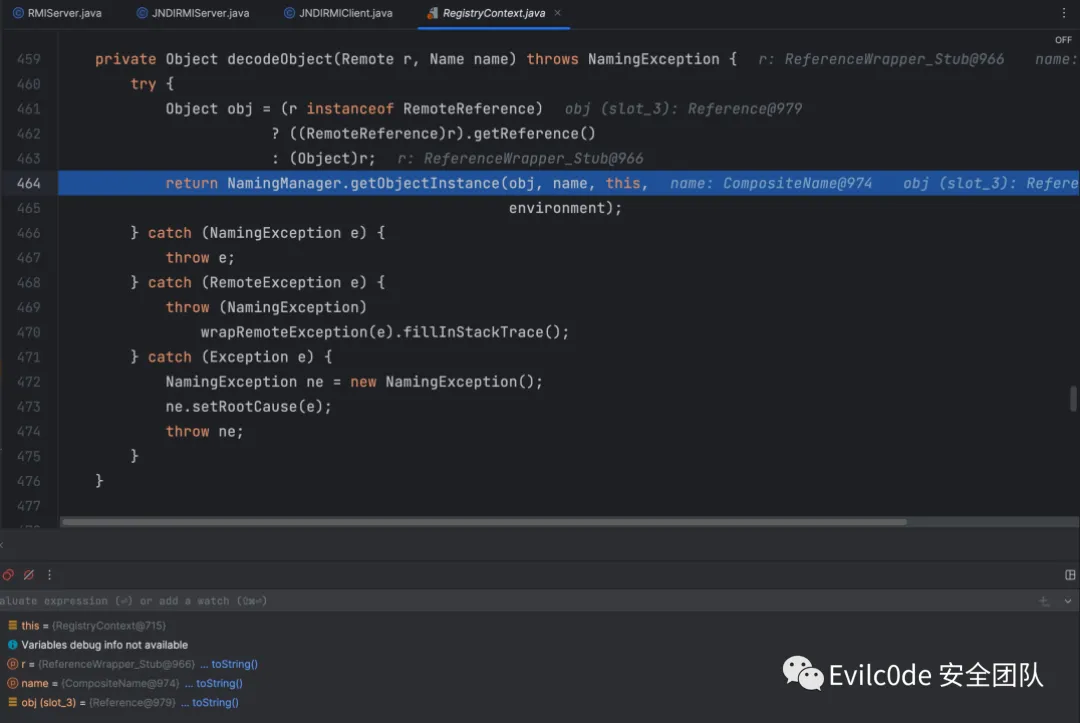 RMIServer.java JNDIRMIServer.java JNDIRMIClient.java RegistryContext.java
OFF
459 private Object decodeObject(Remote r, Name name) throws NamingException { r: ReferenceWrapper_Stub@966 name:
460 try {
461 Object obj = (r instanceof RemoteReference) obj (slot_3): Reference@979
462 ? ((RemoteReference)r).getReference()
463 : (Object)r; r: ReferenceWrapper_Stub@966
464 return NamingManager.getObjectInstance(obj, name, this, name: CompositeName@974 obj (slot_3): Refere
465 environment);
466 } catch (NamingException e) {
467 throw e;
468 } catch (RemoteException e) {
469 throw (NamingException)
470 wrapRemoteException(e).fillInStackTrace();
471 } catch (Exception e) {
472 NamingException ne = new NamingException();
473 ne.setRootCause(e);
474 throw ne;
475 }
476 }
477
aluate expression (⏎) or add a watch (⇧⌘⏎)
this = {RegistryContext@715}
Variables debug info not available
r = {ReferenceWrapper_Stub@966} ... toString()
name = {CompositeName@974} ... toString()
obj (slot_3) = {Reference@979} ... toString()
Evilc0de 安全团队